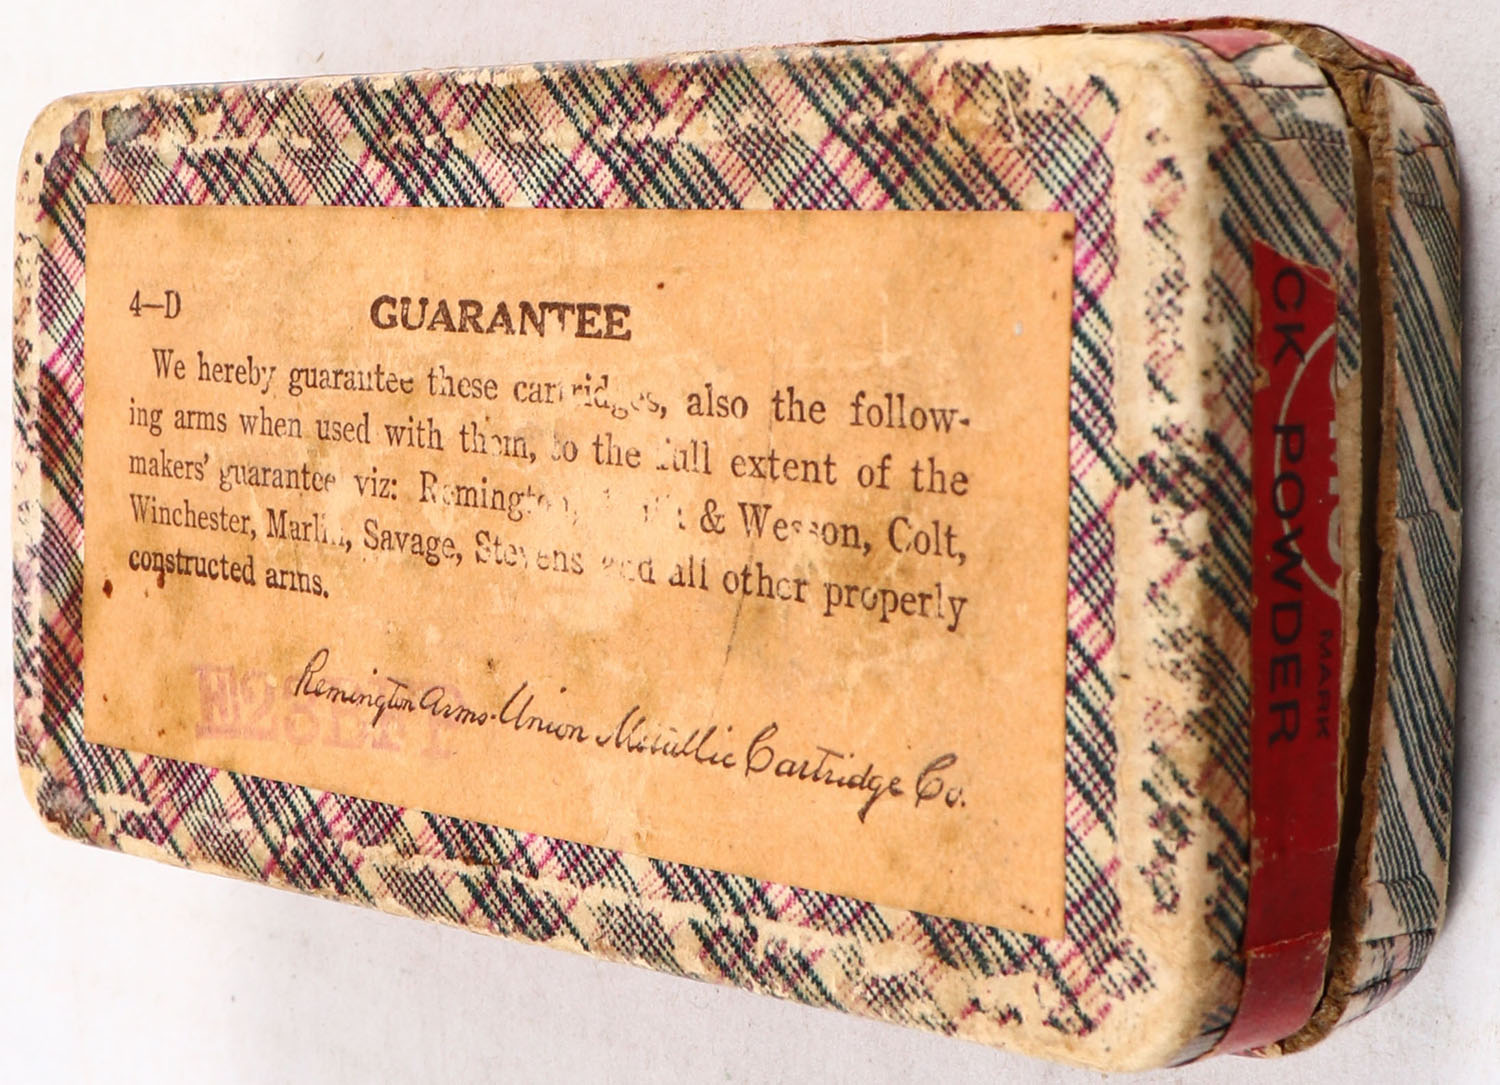 4—D
GUARANTEE
We hereby guarantee these cartridges, also the follow-
ing arms when used with them, to the full extent of the
makers' guarantee viz: Remington, & Wesson, Colt,
Winchester, Marlin, Savage, Stevens and all other properly
constructed arms.
Remington Arms-Union Metallic Cartridge Co.
CK POWDER
MARK